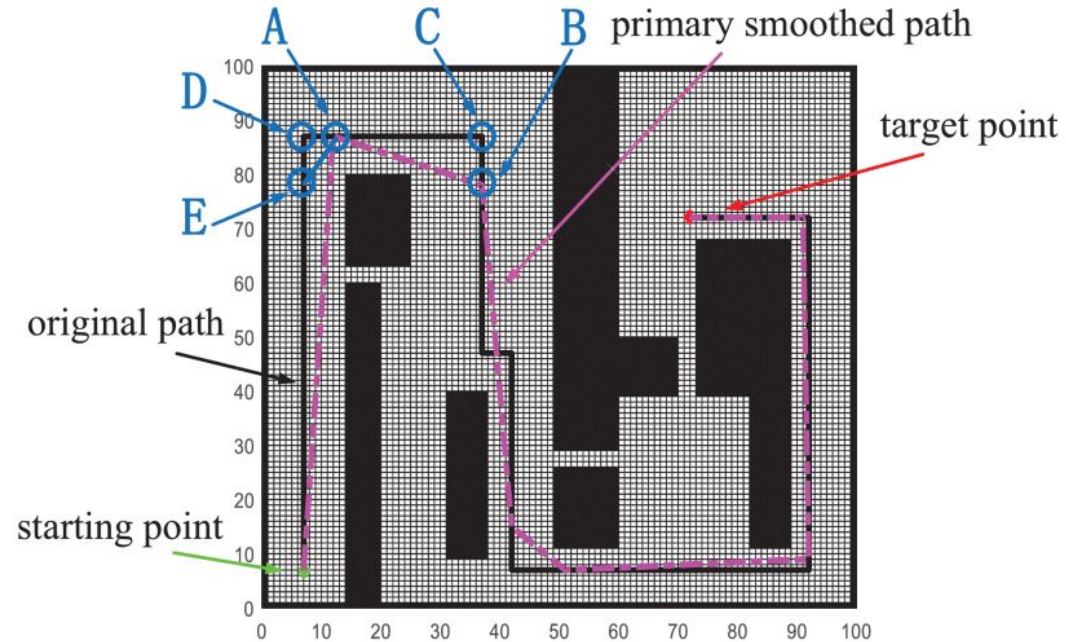 A
C
B
primary smoothed path
D
E
target point
original path
starting point
100
90
80
70
60
50
40
30
20
10
0
0 10 20 30 40 50 60 70 80 90 100